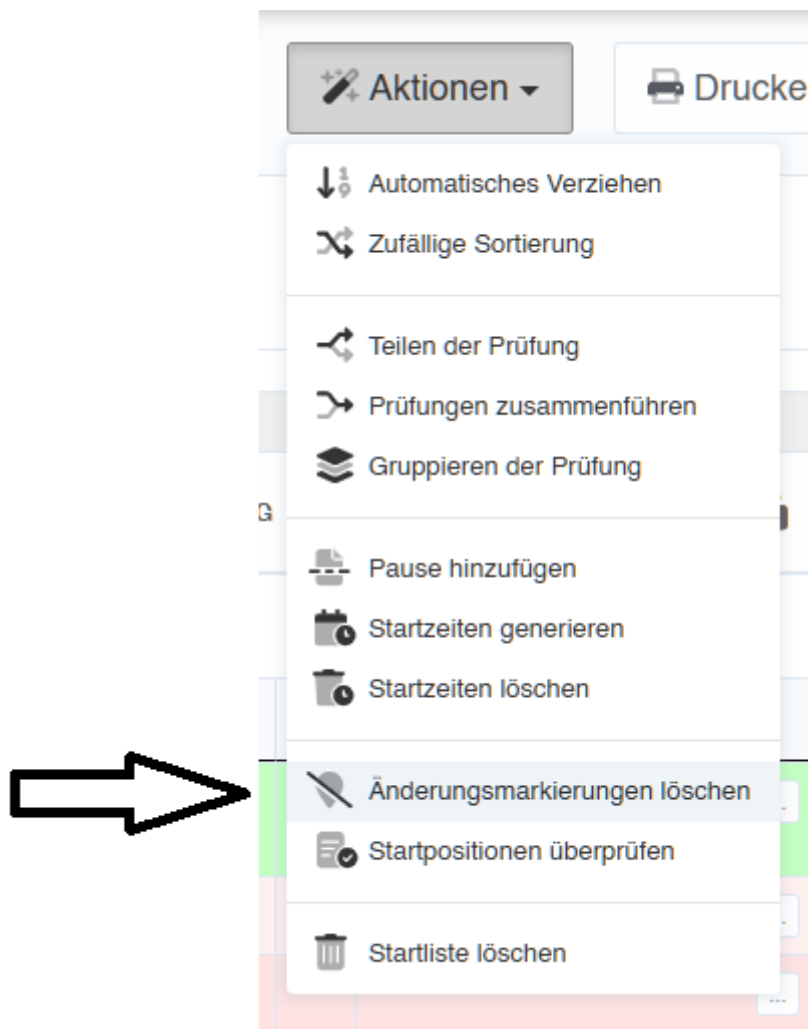 Aktionen
Drucke
Automatisches Verziehen
Zufällige Sortierung
Teilen der Prüfung
Prüfungen zusammenführen
Gruppieren der Prüfung
G
Pause hinzufügen
Startzeiten generieren
Startzeiten löschen
Änderungsmarkierungen löschen
Startpositionen überprüfen
Startliste löschen
...